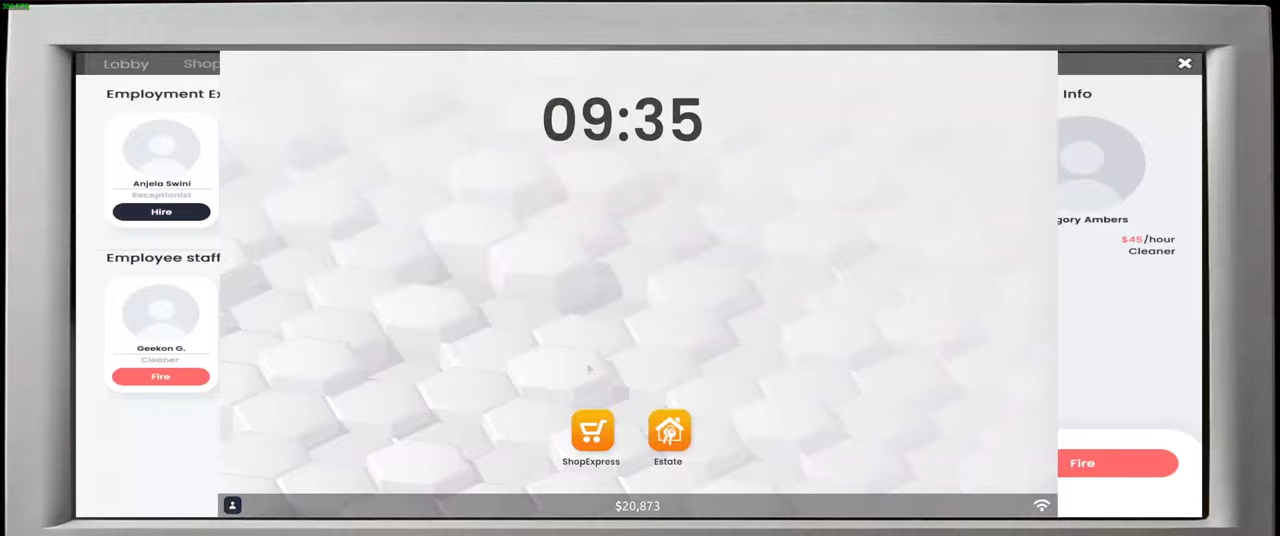 Lobby Shop
Employment Ex
Anjela Swini
Receptionist
Hire
Employee staff
Geekon G.
Cleaner
Fire
09:35
ShopExpress Estate
$20,873
Info
gory Ambers
$45/hour
Cleaner
Fire